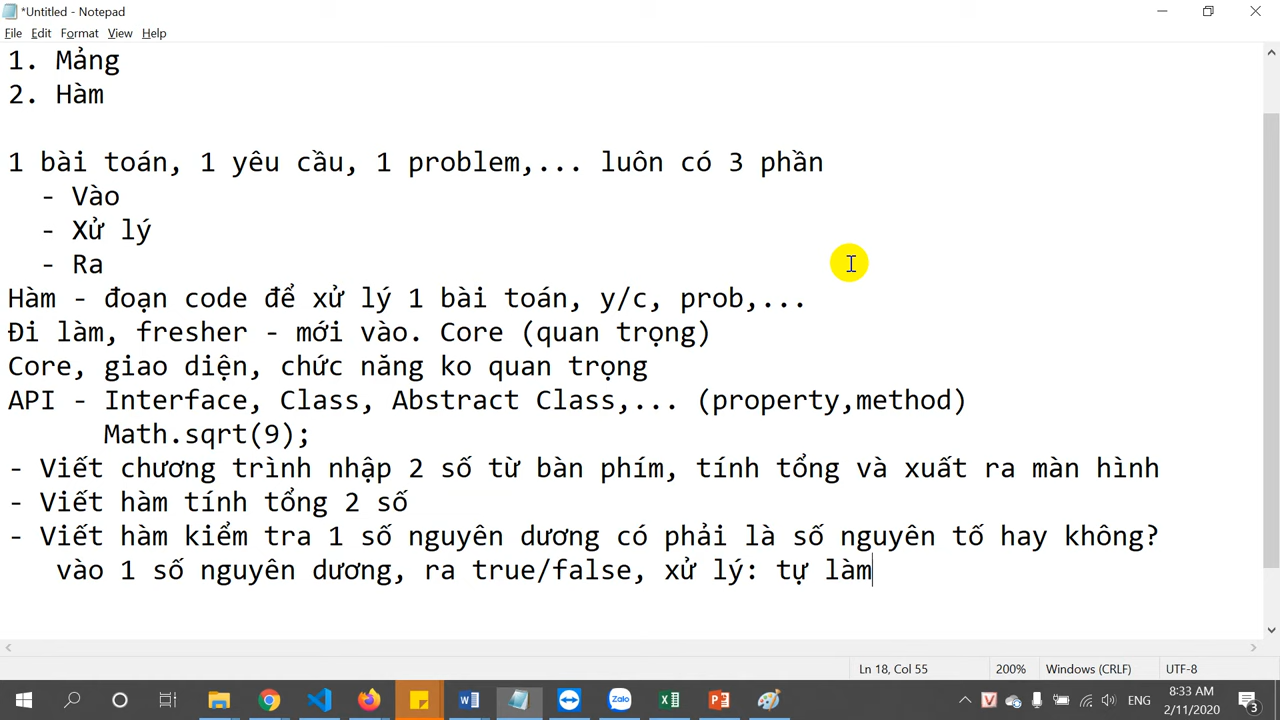 *Untitled - Notepad
File Edit Format View Help
1. Mảng
2. Hàm
1 bài toán, 1 yêu cầu, 1 problem,... luôn có 3 phần
- Vào
- Xử lý
- Ra
Hàm - đoạn code để xử lý 1 bài toán, y/c, prob,...
Đi làm, fresher - mới vào. Core (quan trọng)
Core, giao diện, chức năng ko quan trọng
API - Interface, Class, Abstract Class,... (property,method)
Math.sqrt(9);
- Viết chương trình nhập 2 số từ bàn phím, tính tổng và xuất ra màn hình
- Viết hàm tính tổng 2 số
- Viết hàm kiểm tra 1 số nguyên dương có phải là số nguyên tố hay không?
vào 1 số nguyên dương, ra true/false, xử lý: tự làm
Ln 18, Col 55 200% Windows (CRLF) UTF-8
Zalo
ENG
8:33 AM
2/11/2020
3